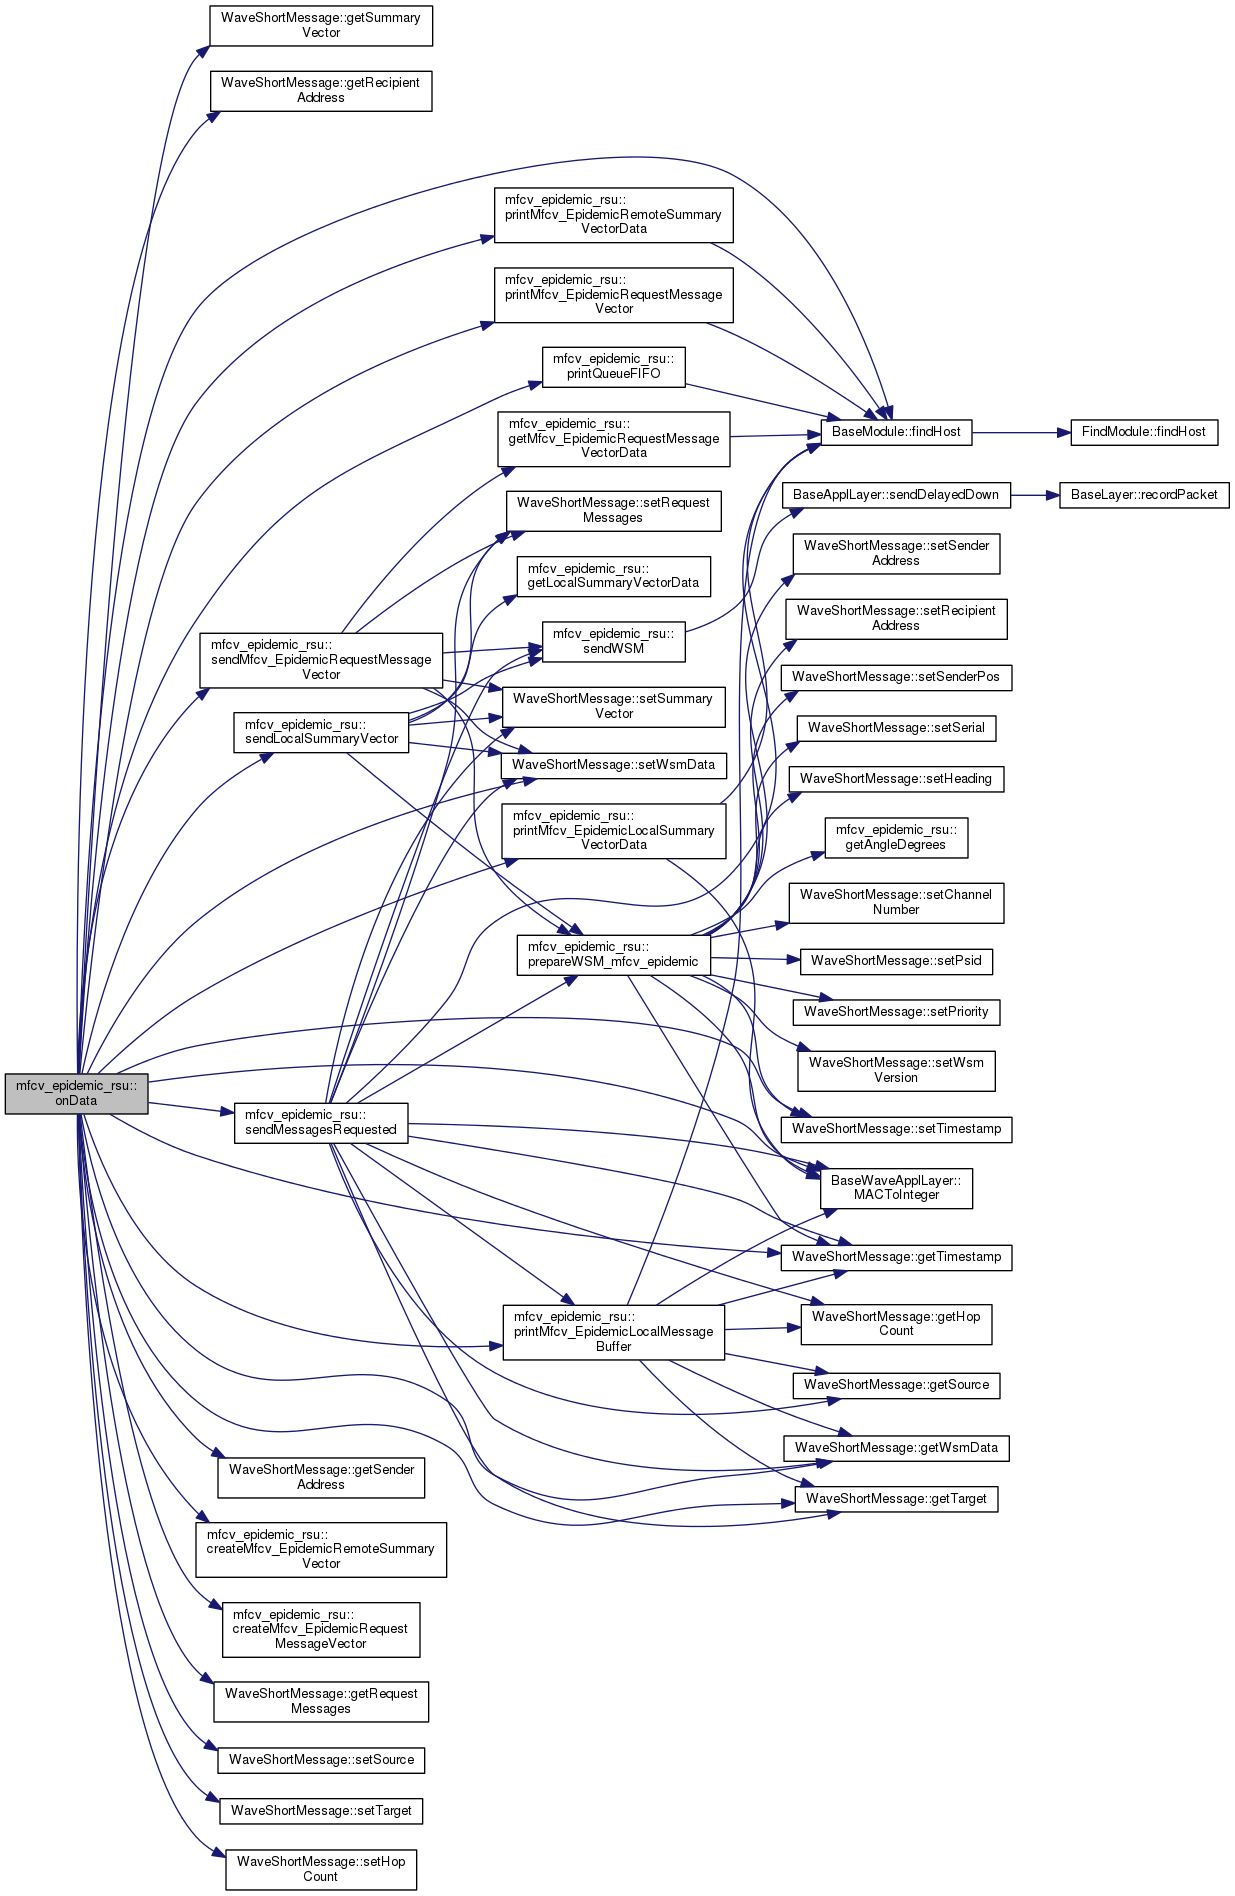 WaveShortMessage::getSummary
Vector
WaveShortMessage::getRecipient
Address
mfcv_epidemic_rsu::
printMfcv_EpidemicRemoteSummary
VectorData
mfcv_epidemic_rsu::
printMfcv_EpidemicRequestMessage
Vector
mfcv_epidemic_rsu::
printQueueFIFO
mfcv_epidemic_rsu::
getMfcv_EpidemicRequestMessage
VectorData
BaseModule::findHost
FindModule::findHost
BaseApplLayer::sendDelayedDown
BaseLayer::recordPacket
WaveShortMessage::setRequest
Messages
WaveShortMessage::setSender
Address
mfcv_epidemic_rsu::
getLocalSummaryVectorData
WaveShortMessage::setRecipient
Address
mfcv_epidemic_rsu::
sendMfcv_EpidemicRequestMessage
Vector
mfcv_epidemic_rsu::
sendWSM
WaveShortMessage::setSenderPos
mfcv_epidemic_rsu::
sendLocalSummaryVector
WaveShortMessage::setSummary
Vector
WaveShortMessage::setSerial
WaveShortMessage::setWsmData
WaveShortMessage::setHeading
mfcv_epidemic_rsu::
printMfcv_EpidemicLocalSummary
VectorData
mfcv_epidemic_rsu::
getAngleDegrees
WaveShortMessage::setChannel
Number
mfcv_epidemic_rsu::
prepareWSM_mfcv_epidemic
WaveShortMessage::setPsid
WaveShortMessage::setPriority
WaveShortMessage::setWsm
Version
mfcv_epidemic_rsu::
onData
mfcv_epidemic_rsu::
sendMessagesRequested
WaveShortMessage::setTimestamp
BaseWaveApplLayer::
MACToInteger
WaveShortMessage::getTimestamp
mfcv_epidemic_rsu::
printMfcv_EpidemicLocalMessage
Buffer
WaveShortMessage::getHop
Count
WaveShortMessage::getSource
WaveShortMessage::getWsmData
WaveShortMessage::getTarget
WaveShortMessage::getSender
Address
mfcv_epidemic_rsu::
createMfcv_EpidemicRemoteSummary
Vector
mfcv_epidemic_rsu::
createMfcv_EpidemicRequest
MessageVector
WaveShortMessage::getRequest
Messages
WaveShortMessage::setSource
WaveShortMessage::setTarget
WaveShortMessage::setHop
Count